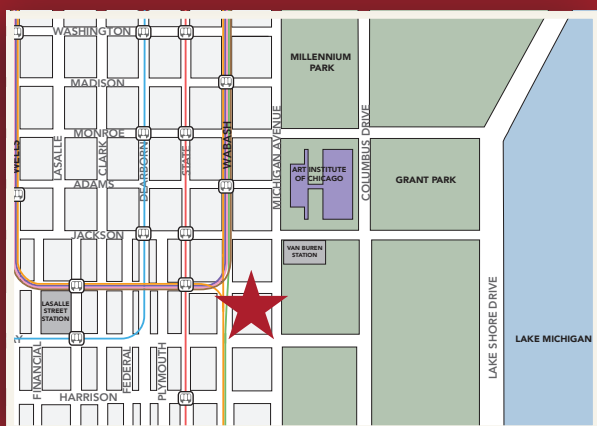 WASHINGTON
MILLENNIUM
PARK
MADISON
MONROE
WELLS
LASALLE
CLARK
DEARBORN
STATE
WABASH
MICHIGAN AVENUE
COLUMBUS DRIVE
ART INSTITUTE
OF CHICAGO
GRANT PARK
ADAMS
JACKSON
VAN BUREN
STATION
LASALLE
STREET
STATION
LAKE SHORE DRIVE
LAKE MICHIGAN
FINANCIAL
FEDERAL
PLYMOUTH
HARRISON